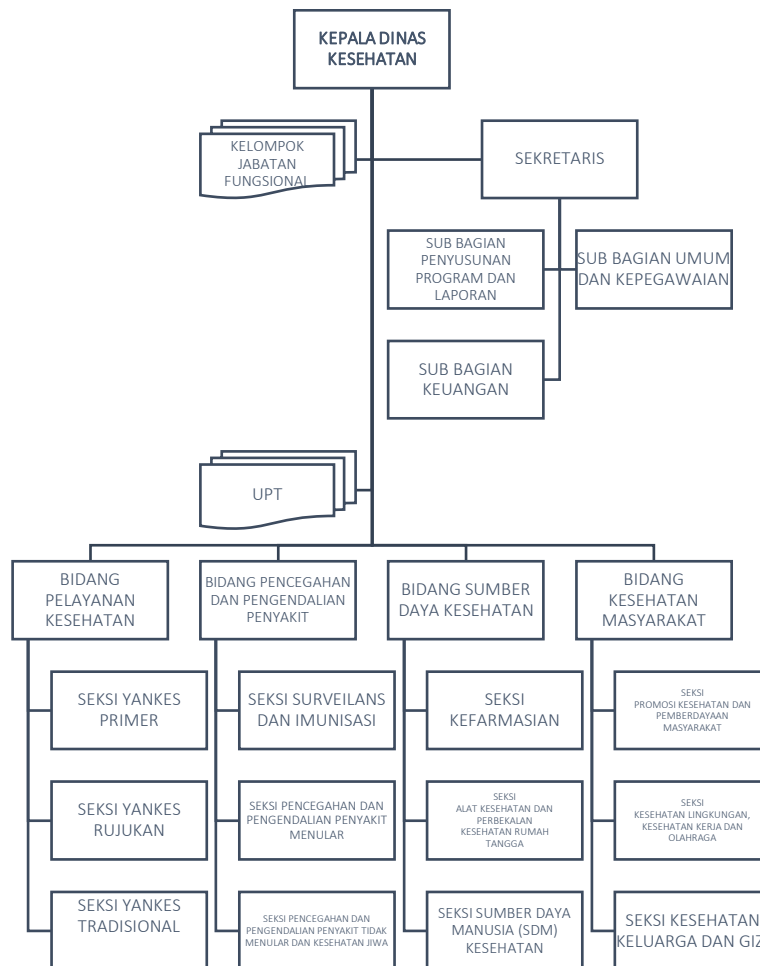 KEPALA DINAS
KESEHATAN
KELOMPOK
JABATAN
FUNGSIONAL
SEKRETARIS
SUB BAGIAN
PENYUSUNAN
PROGRAM DAN
LAPORAN
SUB BAGIAN UMUM
DAN KEPEGAWAIAN
SUB BAGIAN
KEUANGAN
UPT
BIDANG
PELAYANAN
KESEHATAN
BIDANG PENCEGAHAN
DAN PENGENDALIAN
PENYAKIT
BIDANG SUMBER
DAYA KESEHATAN
BIDANG
KESEHATAN
MASYARAKAT
SEKSI YANKES
PRIMER
SEKSI SURVEILANS
DAN IMUNISASI
SEKSI
KEFARMASIAN
SEKSI
PROMOSI KESEHATAN DAN
PEMBERDAYAAN
MASYARAKAT
SEKSI YANKES
RUJUKAN
SEKSI PENCEGAHAN DAN
PENGENDALIAN PENYAKIT
MENULAR
SEKSI
ALAT KESEHATAN DAN
PERBEKALAN
KESEHATAN RUMAH
TANGGA
SEKSI
KESEHATAN LINGKUNGAN,
KESEHATAN KERJA DAN
OLAHRAGA
SEKSI YANKES
TRADISIONAL
SEKSI PENCEGAHAN DAN
PENGENDALIAN PENYAKIT TIDAK
MENULAR DAN KESEHATAN JIWA
SEKSI SUMBER DAYA
MANUSIA (SDM)
KESEHATAN
SEKSI KESEHATAN
KELUARGA DAN GIZ